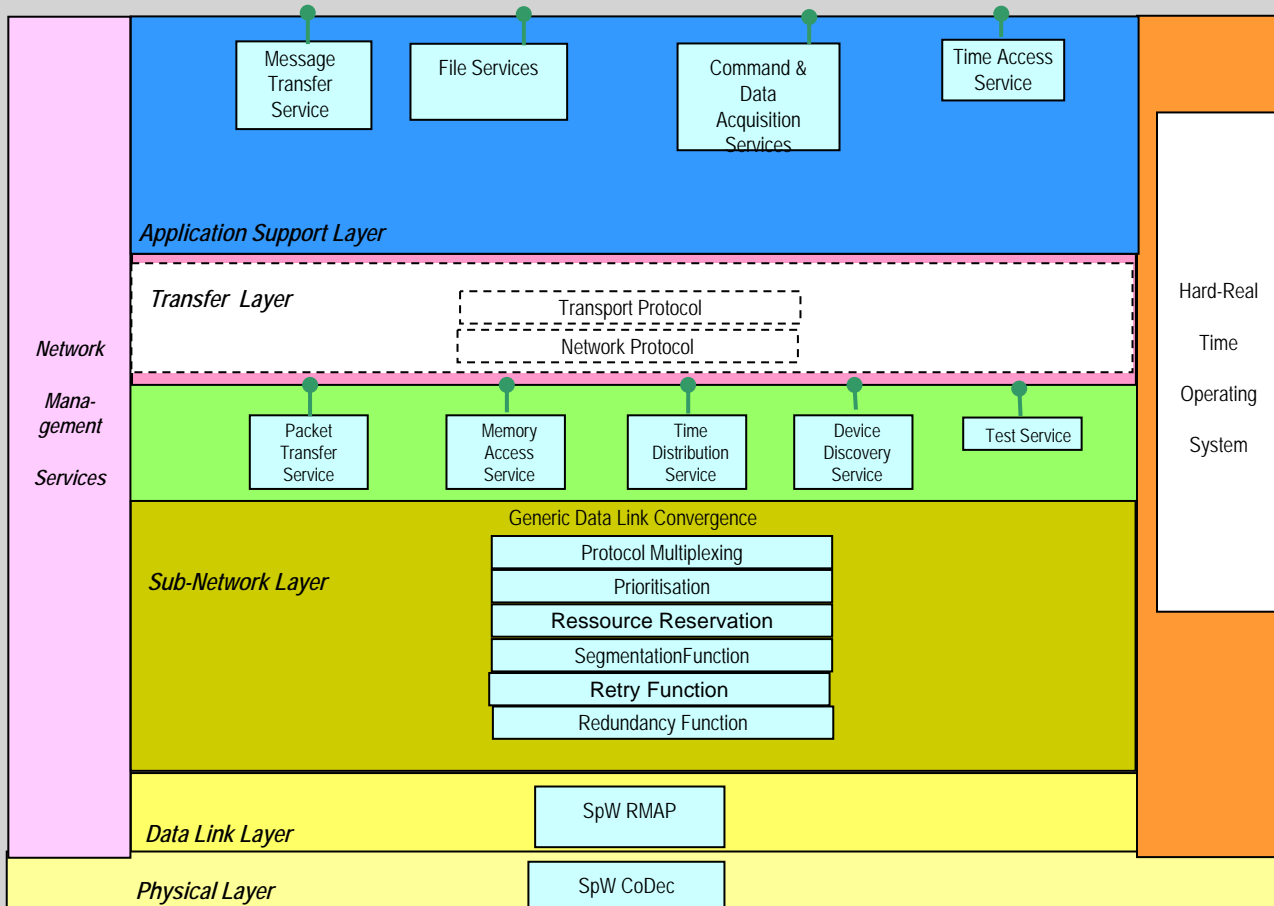 Message
Transfer
Service
File Services
Command &
Data
Acquisition
Services
Time Access
Service
Application Support Layer
Transfer Layer
Transport Protocol
Network Protocol
Network
Mana-
gement
Services
Hard-Real
Time
Operating
System
Packet
Transfer
Service
Memory
Access
Service
Time
Distribution
Service
Device
Discovery
Service
Test Service
Generic Data Link Convergence
Protocol Multiplexing
Sub-Network Layer
Prioritisation
Ressource Reservation
SegmentationFunction
Retry Function
Redundancy Function
SpW RMAP
Data Link Layer
SpW CoDec
Physical Layer